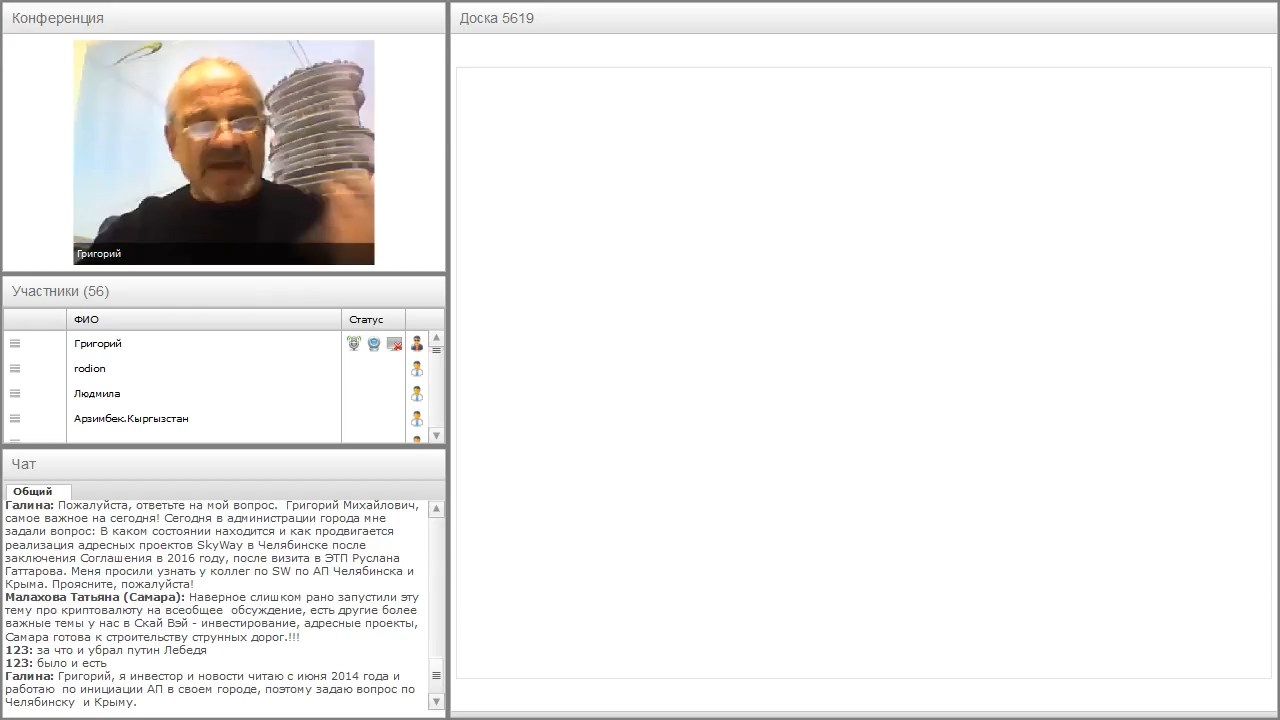 Конференция
Доска 5619
Григорий
Участники (56)
ФИО
Статус
Григорий
rodion
Людмила
Арзимбек.Кыргызстан
Чат
Общий
Галина: Пожалуйста, ответьте на мой вопрос.  Григорий Михайлович,
самое важное на сегодня! Сегодня в администрации города мне
задали вопрос: В каком состоянии находится и как продвигается
реализация адресных проектов SkyWay в Челябинске после
заключения Соглашения в 2016 году, после визита в ЭТП Руслана
Гаттарова. Меня просили узнать у коллег по SW по АП Челябинска и
Крыма. Проясните, пожалуйста!
Малахова Татьяна (Самара): Наверное слишком рано запустили эту
тему про криптовалюту на всеобщее  обсуждение, есть другие более
важные темы у нас в Скай Вэй - инвестирование, адресные проекты,
Самара готова к строительству струнных дорог.!!!
123: за что и убрал путин Лебедя
123: было и есть
Галина: Григорий, я инвестор и новости читаю с июня 2014 года и
работаю  по инициации АП в своем городе, поэтому задаю вопрос по
Челябинску  и Крыму.